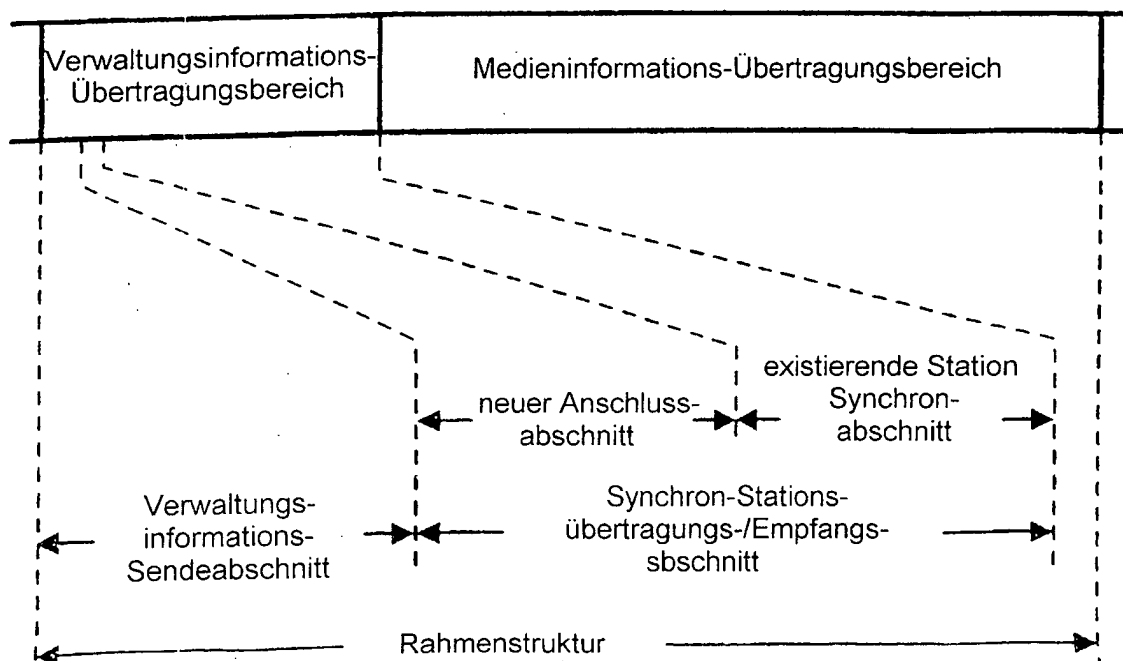 Verwaltungsinformations-
Übertragungsbereich
Medieninformations-Übertragungsbereich
existierende Station
Synchron-
abschnitt
neuer Anschluss-
abschnitt
Verwaltungs-
informations-
Sendeabschnitt
Synchron-Stations-
übertragungs-/Empfangs-
sbschnitt
Rahmenstruktur